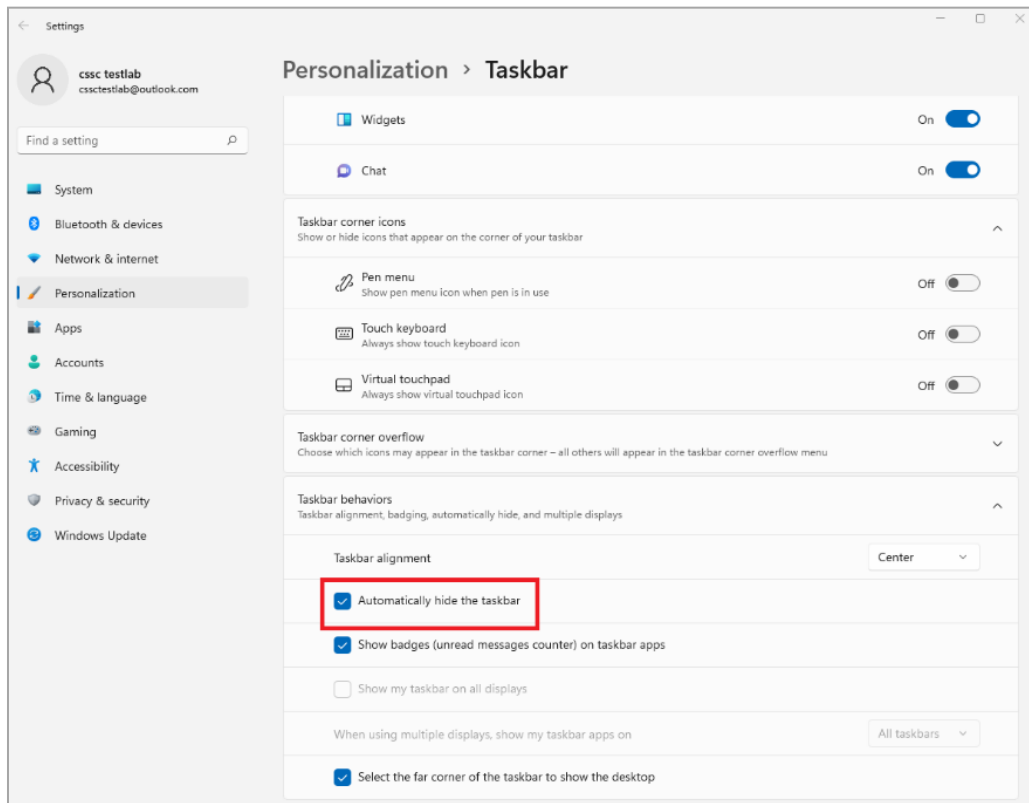 Settings
cssc testlab
cssctestlab@outlook.com
Find a setting
System
Bluetooth & devices
Network & internet
Personalization
Apps
Accounts
Time & language
Gaming
Accessibility
Privacy & security
Windows Update
Personalization > Taskbar
Widgets On
Chat On
Taskbar corner icons
Show or hide icons that appear on the corner of your taskbar
Pen menu
Show pen menu icon when pen is in use
Off
Touch keyboard
Always show touch keyboard icon
Off
Virtual touchpad
Always show virtual touchpad icon
Off
Taskbar corner overflow
Choose which icons may appear in the taskbar corner – all others will appear in the taskbar corner overflow menu
Taskbar behaviors
Taskbar alignment, badging, automatically hide, and multiple displays
Taskbar alignment Center
Automatically hide the taskbar
Show badges (unread messages counter) on taskbar apps
Show my taskbar on all displays
When using multiple displays, show my taskbar apps on All taskbars
Select the far corner of the taskbar to show the desktop